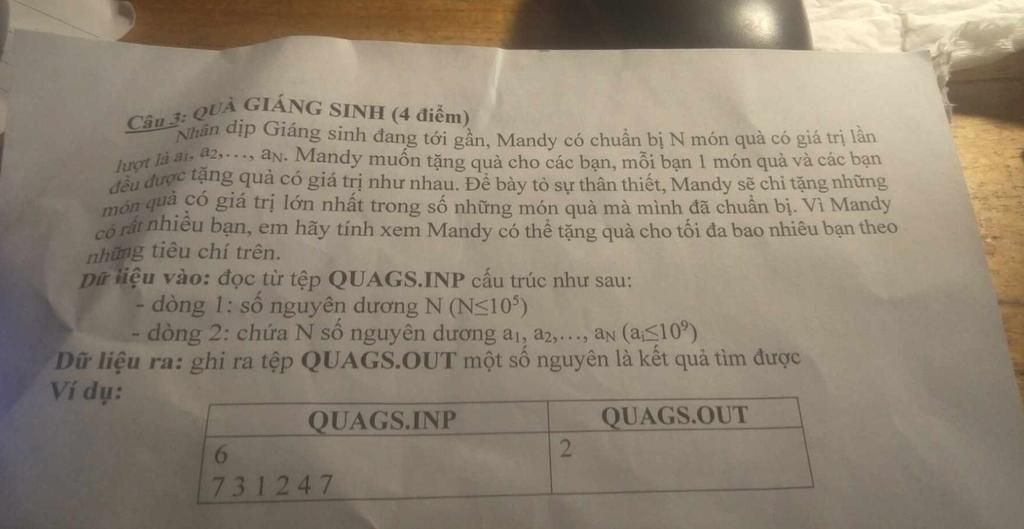 Câu 3: QUÀ GIÁNG SINH (4 điểm)
Nhân dịp Giáng sinh đang tới gần, Mandy có chuẩn bị N món quà có giá trị lần
lượt là a₁, a₂,…, a_N. Mandy muốn tặng quà cho các bạn, mỗi bạn 1 món quà và các bạn
đều được tặng quà có giá trị như nhau. Để bày tỏ sự thân thiết, Mandy sẽ chỉ tặng những
món quà có giá trị lớn nhất trong số những món quà mà mình đã chuẩn bị. Vì Mandy
có rất nhiều bạn, em hãy tính xem Mandy có thể tặng quà cho tối đa bao nhiêu bạn theo
những tiêu chí trên.
Dữ liệu vào: đọc từ tệp QUAGS.INP cấu trúc như sau:
- dòng 1: số nguyên dương N (N≤10⁵)
- dòng 2: chứa N số nguyên dương a₁, a₂,…, a_N (aᵢ≤10⁹)
Dữ liệu ra: ghi ra tệp QUAGS.OUT một số nguyên là kết quả tìm được
Ví dụ:
QUAGS.INP QUAGS.OUT
6 2
7 3 1 2 4 7